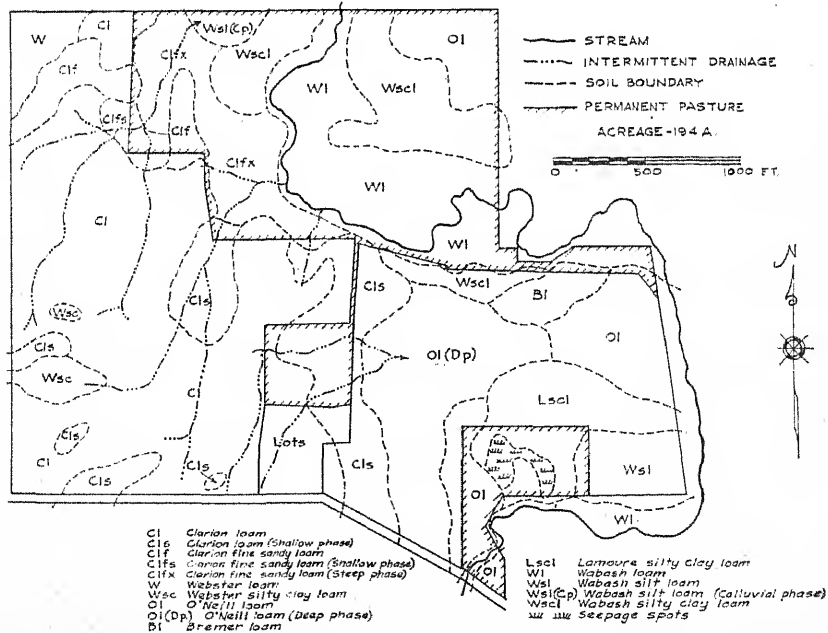 W
Cl
Wsl(Cp)
Ol
Clf
Clfx
Wscl
Wl
Wscl
Clfs
Clf
Clfx
Wl
Cl
Wl
Wsc
Cls
Wsc
Cls
Cl
Cls
Cls
Cls
Cl
Lots
Cls
Cls
Wscl
Bl
Ol
Ol(Dp)
Lscl
Wsl
Ol
Wl
Ol
STREAM
INTERMITTENT DRAINAGE
SOIL BOUNDARY
PERMANENT PASTURE
ACREAGE-194 A.
0 500 1000 FT.
N
Cl Clarion loam
Cls Clarion loam (Shallow phase)
Clf Clarion fine sandy loam
Clfs Clarion fine sandy loam (Shallow phase)
Clfx Clarion fine sandy loam (Steep phase)
W Webster loam
Wsc Webster silty clay loam
Ol O'Neill loam
Ol(Dp) O'Neill loam (Deep phase)
Bl Bremer loam
Lscl Lamoure silty clay loam
Wl Wabash loam
Wsl Wabash silt loam
Wsl(Cp) Wabash silt loam (Colluvial phase)
Wscl Wabash silty clay loam
Seepage spots